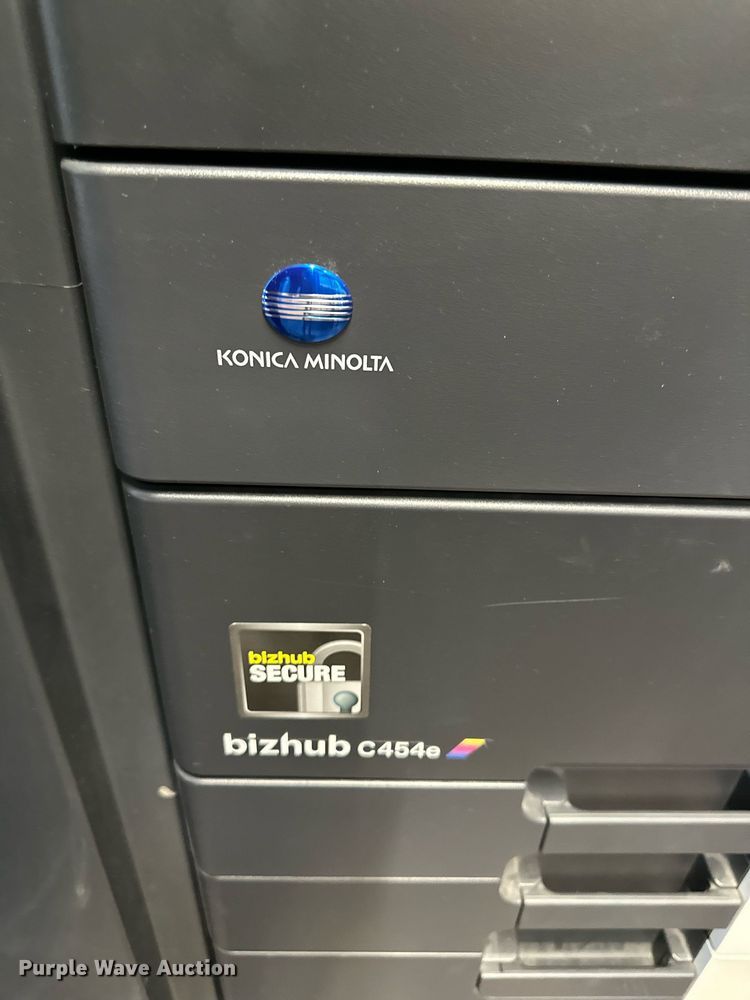 KONICA MINOLTA
bizhub
SECURE
bizhub C454e
Purple Wave Auction